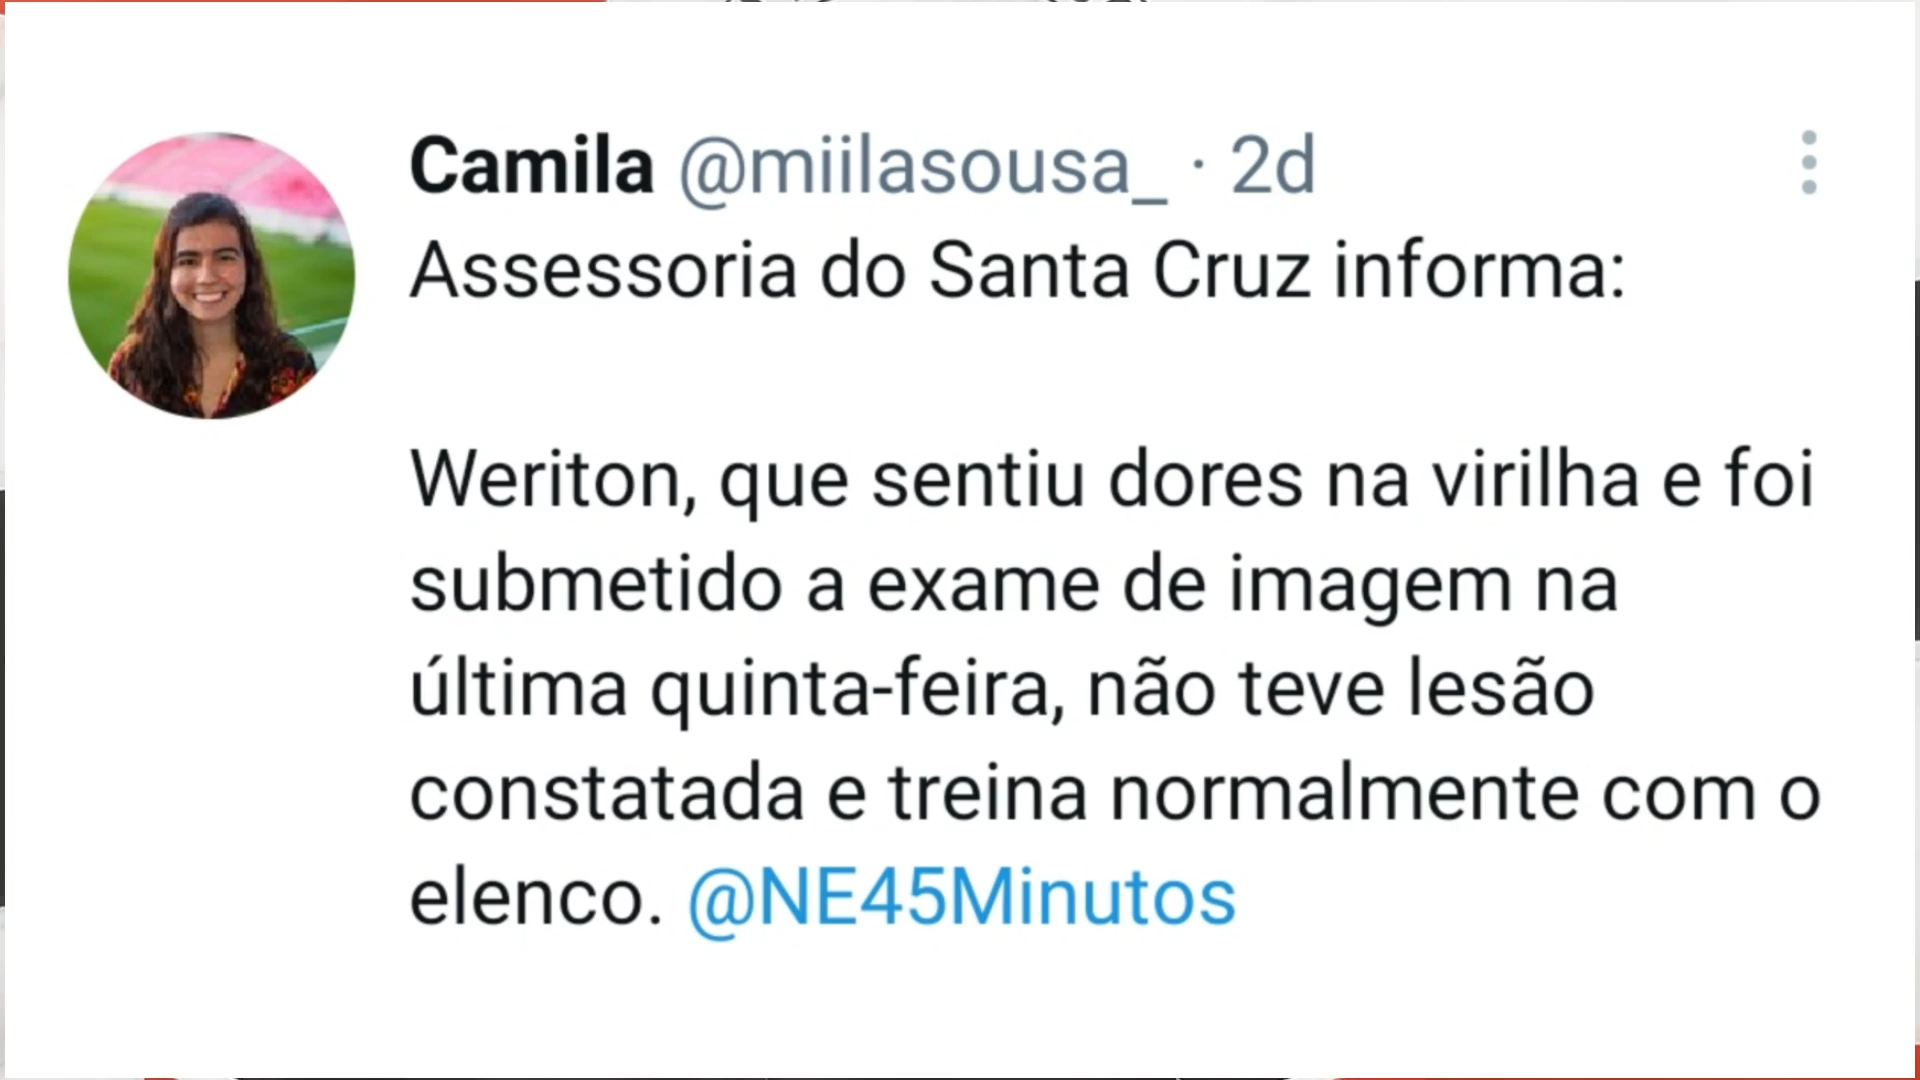 Camila @miilasousa_ · 2d
Assessoria do Santa Cruz informa:
Weriton, que sentiu dores na virilha e foi
submetido a exame de imagem na
última quinta-feira, não teve lesão
constatada e treina normalmente com o
elenco. @NE45Minutos